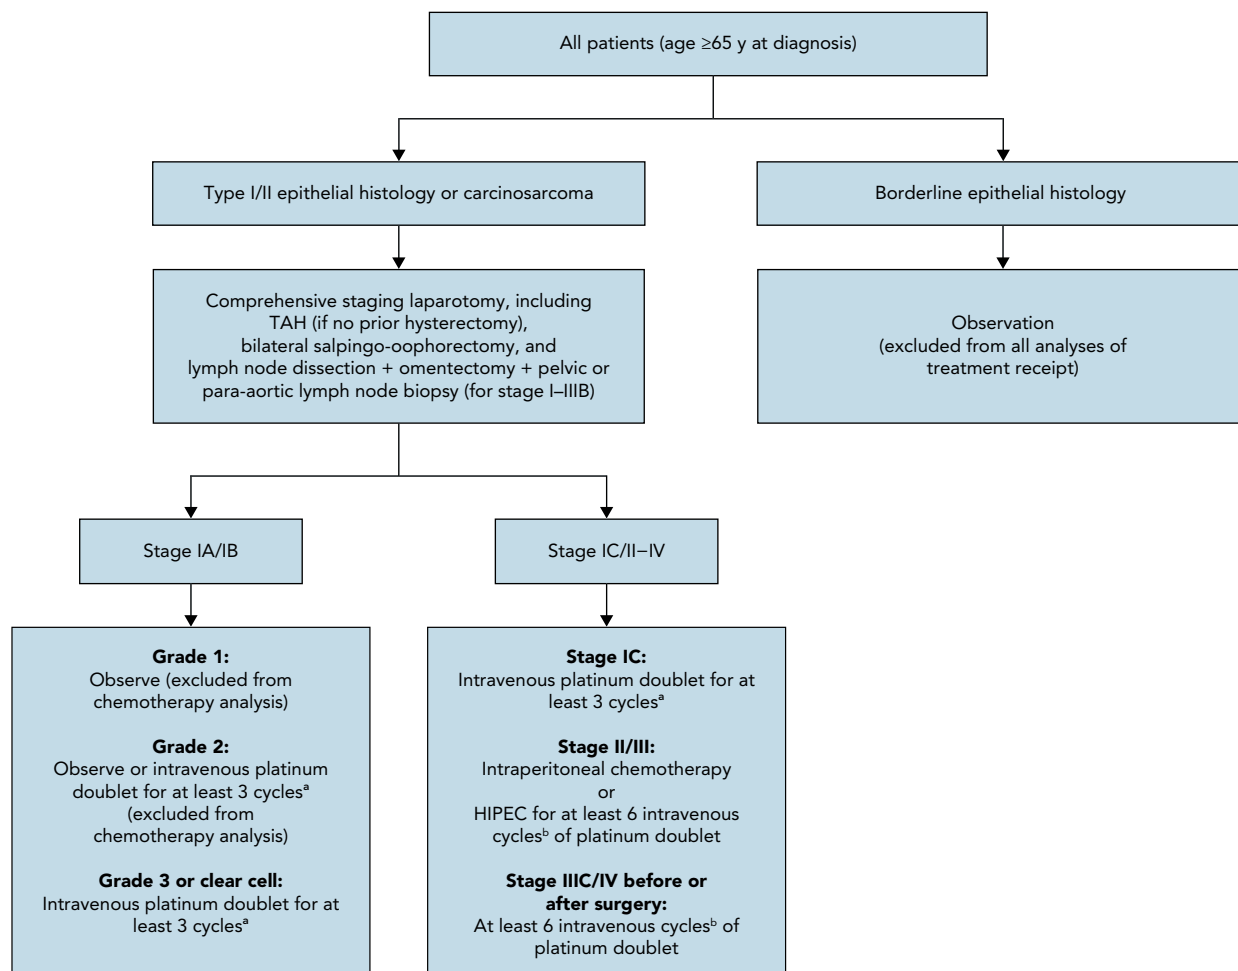 All patients (age ≥65 y at diagnosis)
Type I/II epithelial histology or carcinosarcoma
Borderline epithelial histology
Comprehensive staging laparotomy, including
TAH (if no prior hysterectomy),
bilateral salpingo-oophorectomy, and
lymph node dissection + omentectomy + pelvic or
para-aortic lymph node biopsy (for stage I–IIIB)
Observation
(excluded from all analyses of
treatment receipt)
Stage IA/IB
Stage IC/II–IV
Grade 1:
Observe (excluded from
chemotherapy analysis)
Grade 2:
Observe or intravenous platinum
doublet for at least 3 cyclesᵃ
(excluded from
chemotherapy analysis)
Grade 3 or clear cell:
Intravenous platinum doublet for at
least 3 cyclesᵃ
Stage IC:
Intravenous platinum doublet for at
least 3 cyclesᵃ
Stage II/III:
Intraperitoneal chemotherapy
or
HIPEC for at least 6 intravenous
cyclesᵇ of platinum doublet
Stage IIIC/IV before or
after surgery:
At least 6 intravenous cyclesᵇ of
platinum doublet